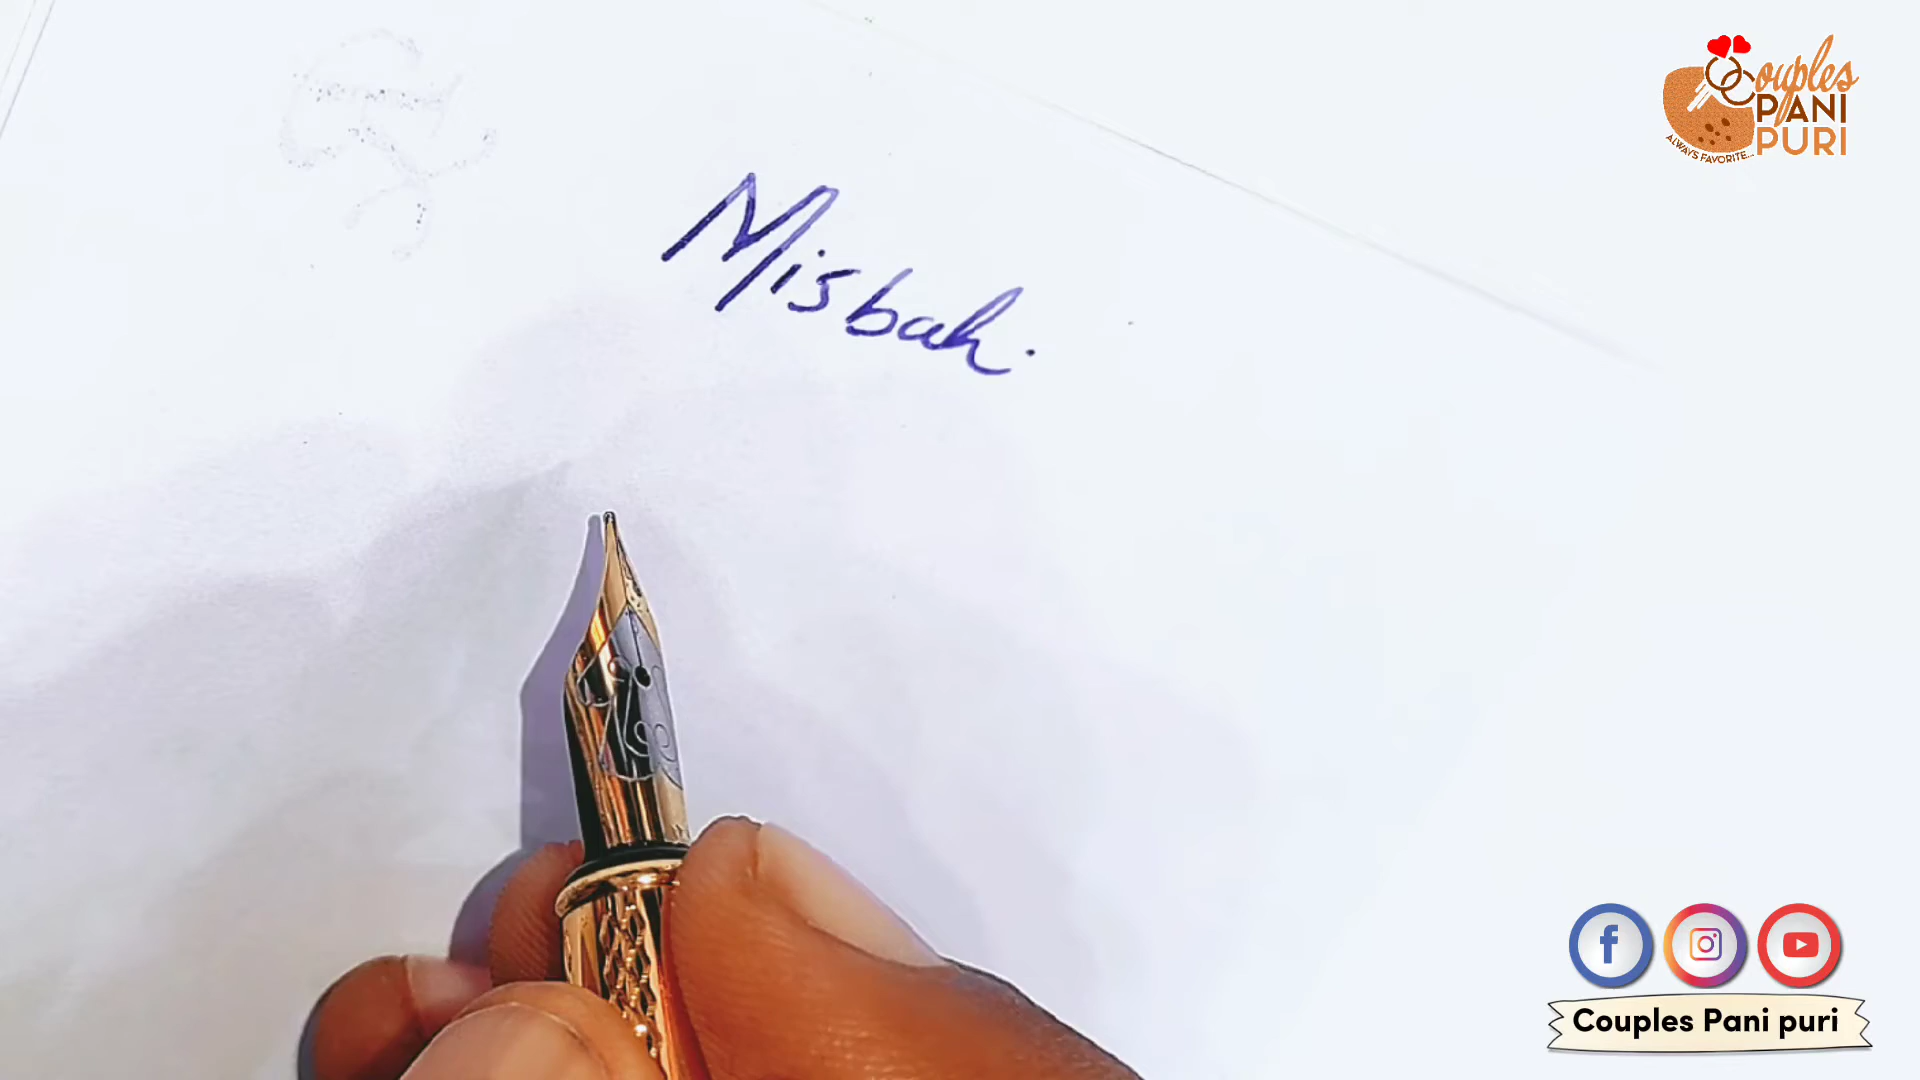 Misbah.
Couples
PANI
PURI
ALWAYS FAVORITE...
Couples Pani puri